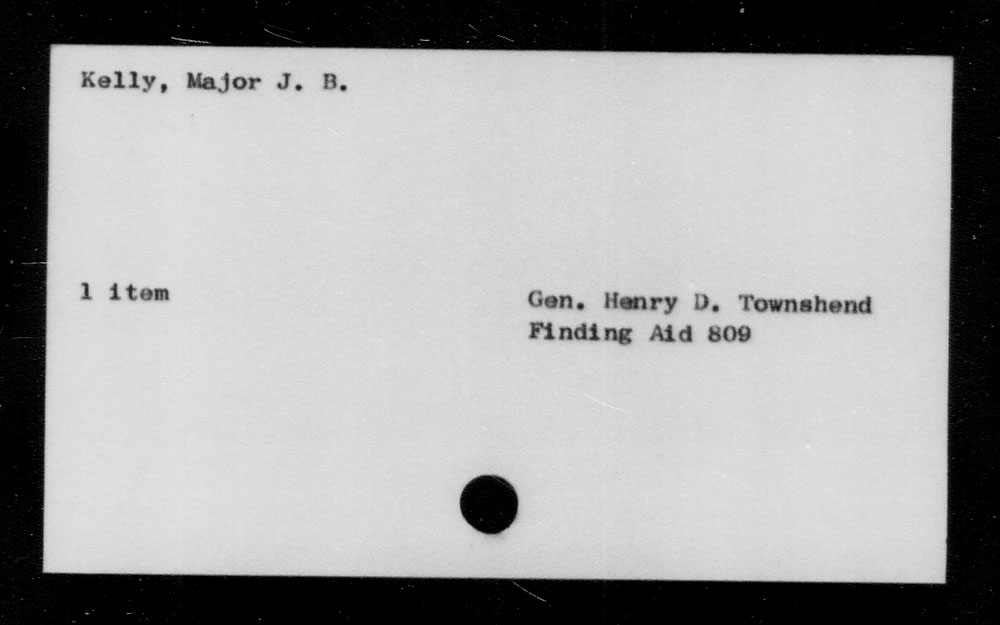 Kelly, Major J. B.
1 item
Gen. Henry D. Townshend
Finding Aid 809